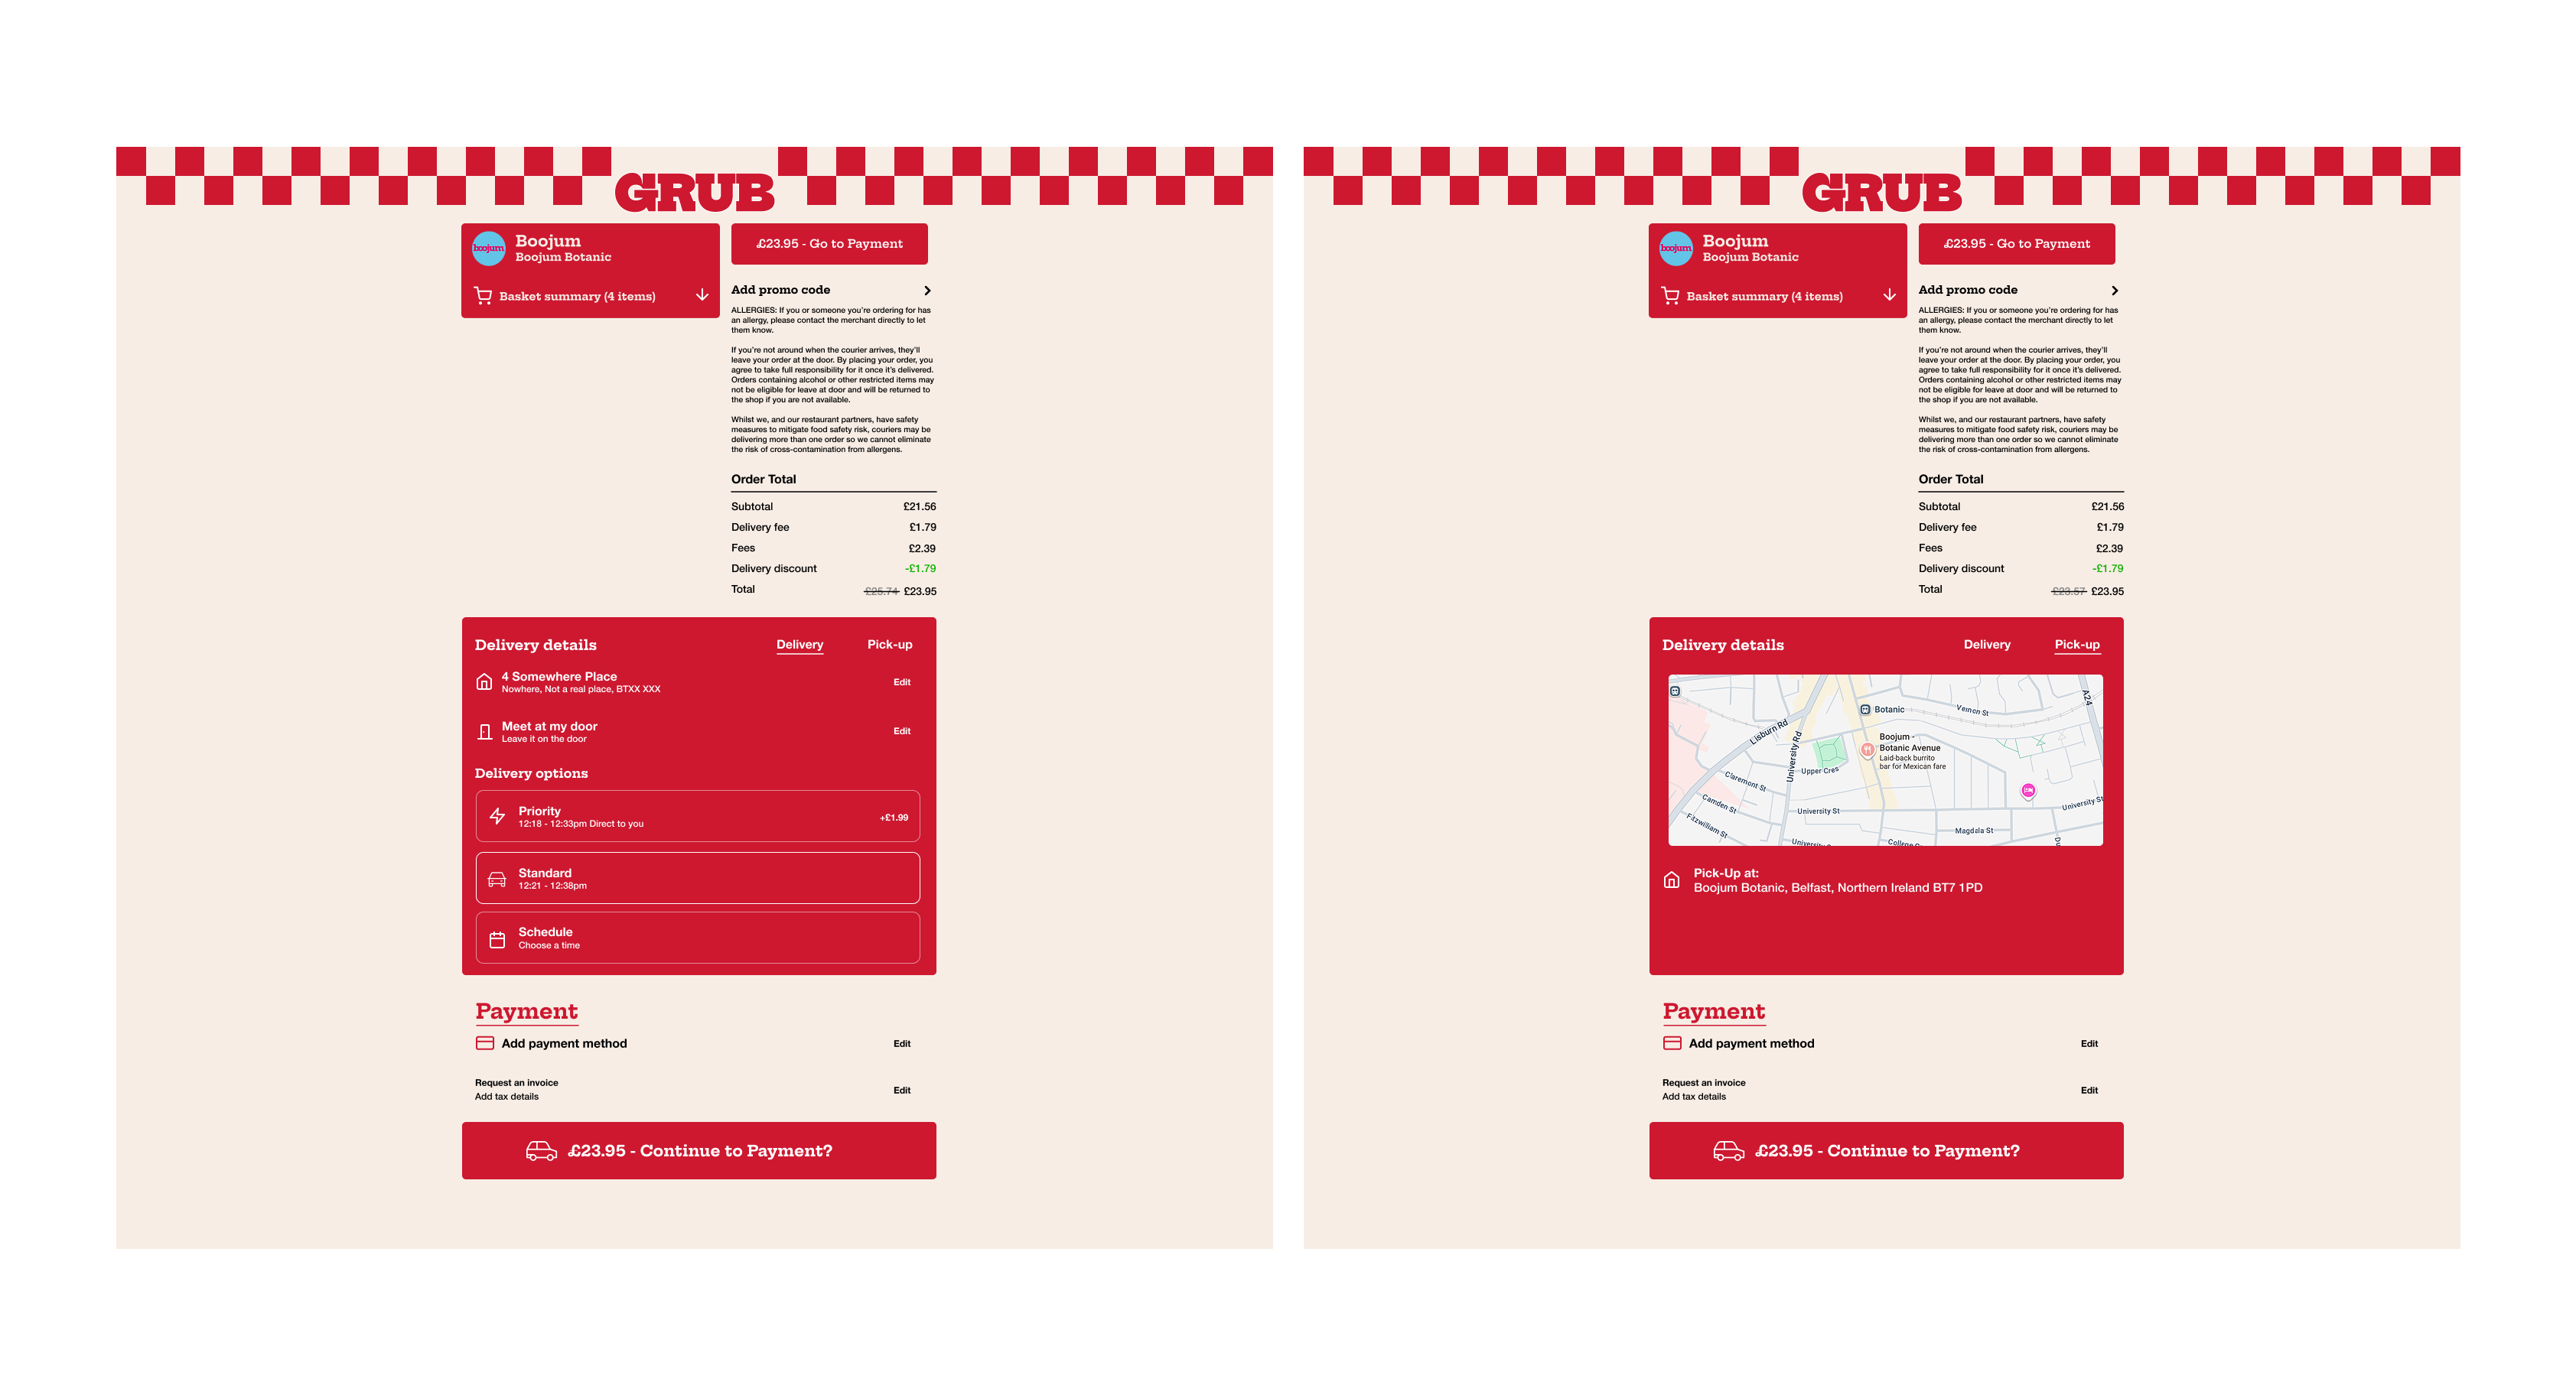 GRUB
boojum
Boojum
Boojum Botanic
Basket summary (4 items)
£23.95 - Go to Payment
Add promo code
ALLERGIES: If you or someone you're ordering for has
an allergy, please contact the merchant directly to let
them know.
If you're not around when the courier arrives, they'll
leave your order at the door. By placing your order, you
agree to take full responsibility for it once it's delivered.
Orders containing alcohol or other restricted items may
not be eligible for leave at door and will be returned to
the shop if you are not available.
Whilst we, and our restaurant partners, have safety
measures to mitigate food safety risk, couriers may be
delivering more than one order so we cannot eliminate
the risk of cross-contamination from allergens.
Order Total
Subtotal £21.56
Delivery fee £1.79
Fees £2.39
Delivery discount -£1.79
Total £25.74 £23.95
Delivery details Delivery Pick-up
4 Somewhere Place
Nowhere, Not a real place, BTXX XXX
Edit
Meet at my door
Leave it on the door
Edit
Delivery options
Priority
12:18 - 12:33pm Direct to you
+£1.99
Standard
12:21 - 12:38pm
Schedule
Choose a time
Payment
Add payment method Edit
Request an invoice
Add tax details
Edit
£23.95 - Continue to Payment?
GRUB
boojum
Boojum
Boojum Botanic
Basket summary (4 items)
£23.95 - Go to Payment
Add promo code
ALLERGIES: If you or someone you're ordering for has
an allergy, please contact the merchant directly to let
them know.
If you're not around when the courier arrives, they'll
leave your order at the door. By placing your order, you
agree to take full responsibility for it once it's delivered.
Orders containing alcohol or other restricted items may
not be eligible for leave at door and will be returned to
the shop if you are not available.
Whilst we, and our restaurant partners, have safety
measures to mitigate food safety risk, couriers may be
delivering more than one order so we cannot eliminate
the risk of cross-contamination from allergens.
Order Total
Subtotal £21.56
Delivery fee £1.79
Fees £2.39
Delivery discount -£1.79
Total £23.57 £23.95
Delivery details Delivery Pick-up
A24
Botanic
Vernon St
Lisburn Rd
University Rd
Boojum -
Botanic Avenue
Laid-back burrito
bar for Mexican fare
Upper Cres
Claremont St
Camden St
University St
University St
Fitzwilliam St
Magdala St
Pick-Up at:
Boojum Botanic, Belfast, Northern Ireland BT7 1PD
Payment
Add payment method Edit
Request an invoice
Add tax details
Edit
£23.95 - Continue to Payment?